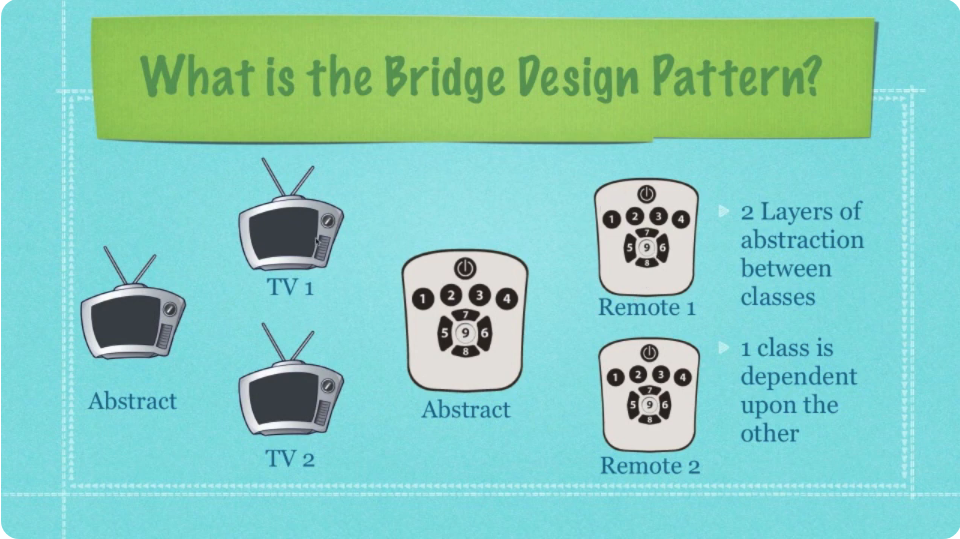 What is the Bridge Design Pattern?
Abstract
TV 1
TV 2
1 2 3 4
7
5 9 6
8
Abstract
1 2 3 4
7
5 9 6
8
Remote 1
1 2 3 4
7
5 9 6
8
Remote 2
2 Layers of
abstraction
between
classes
1 class is
dependent
upon the
other